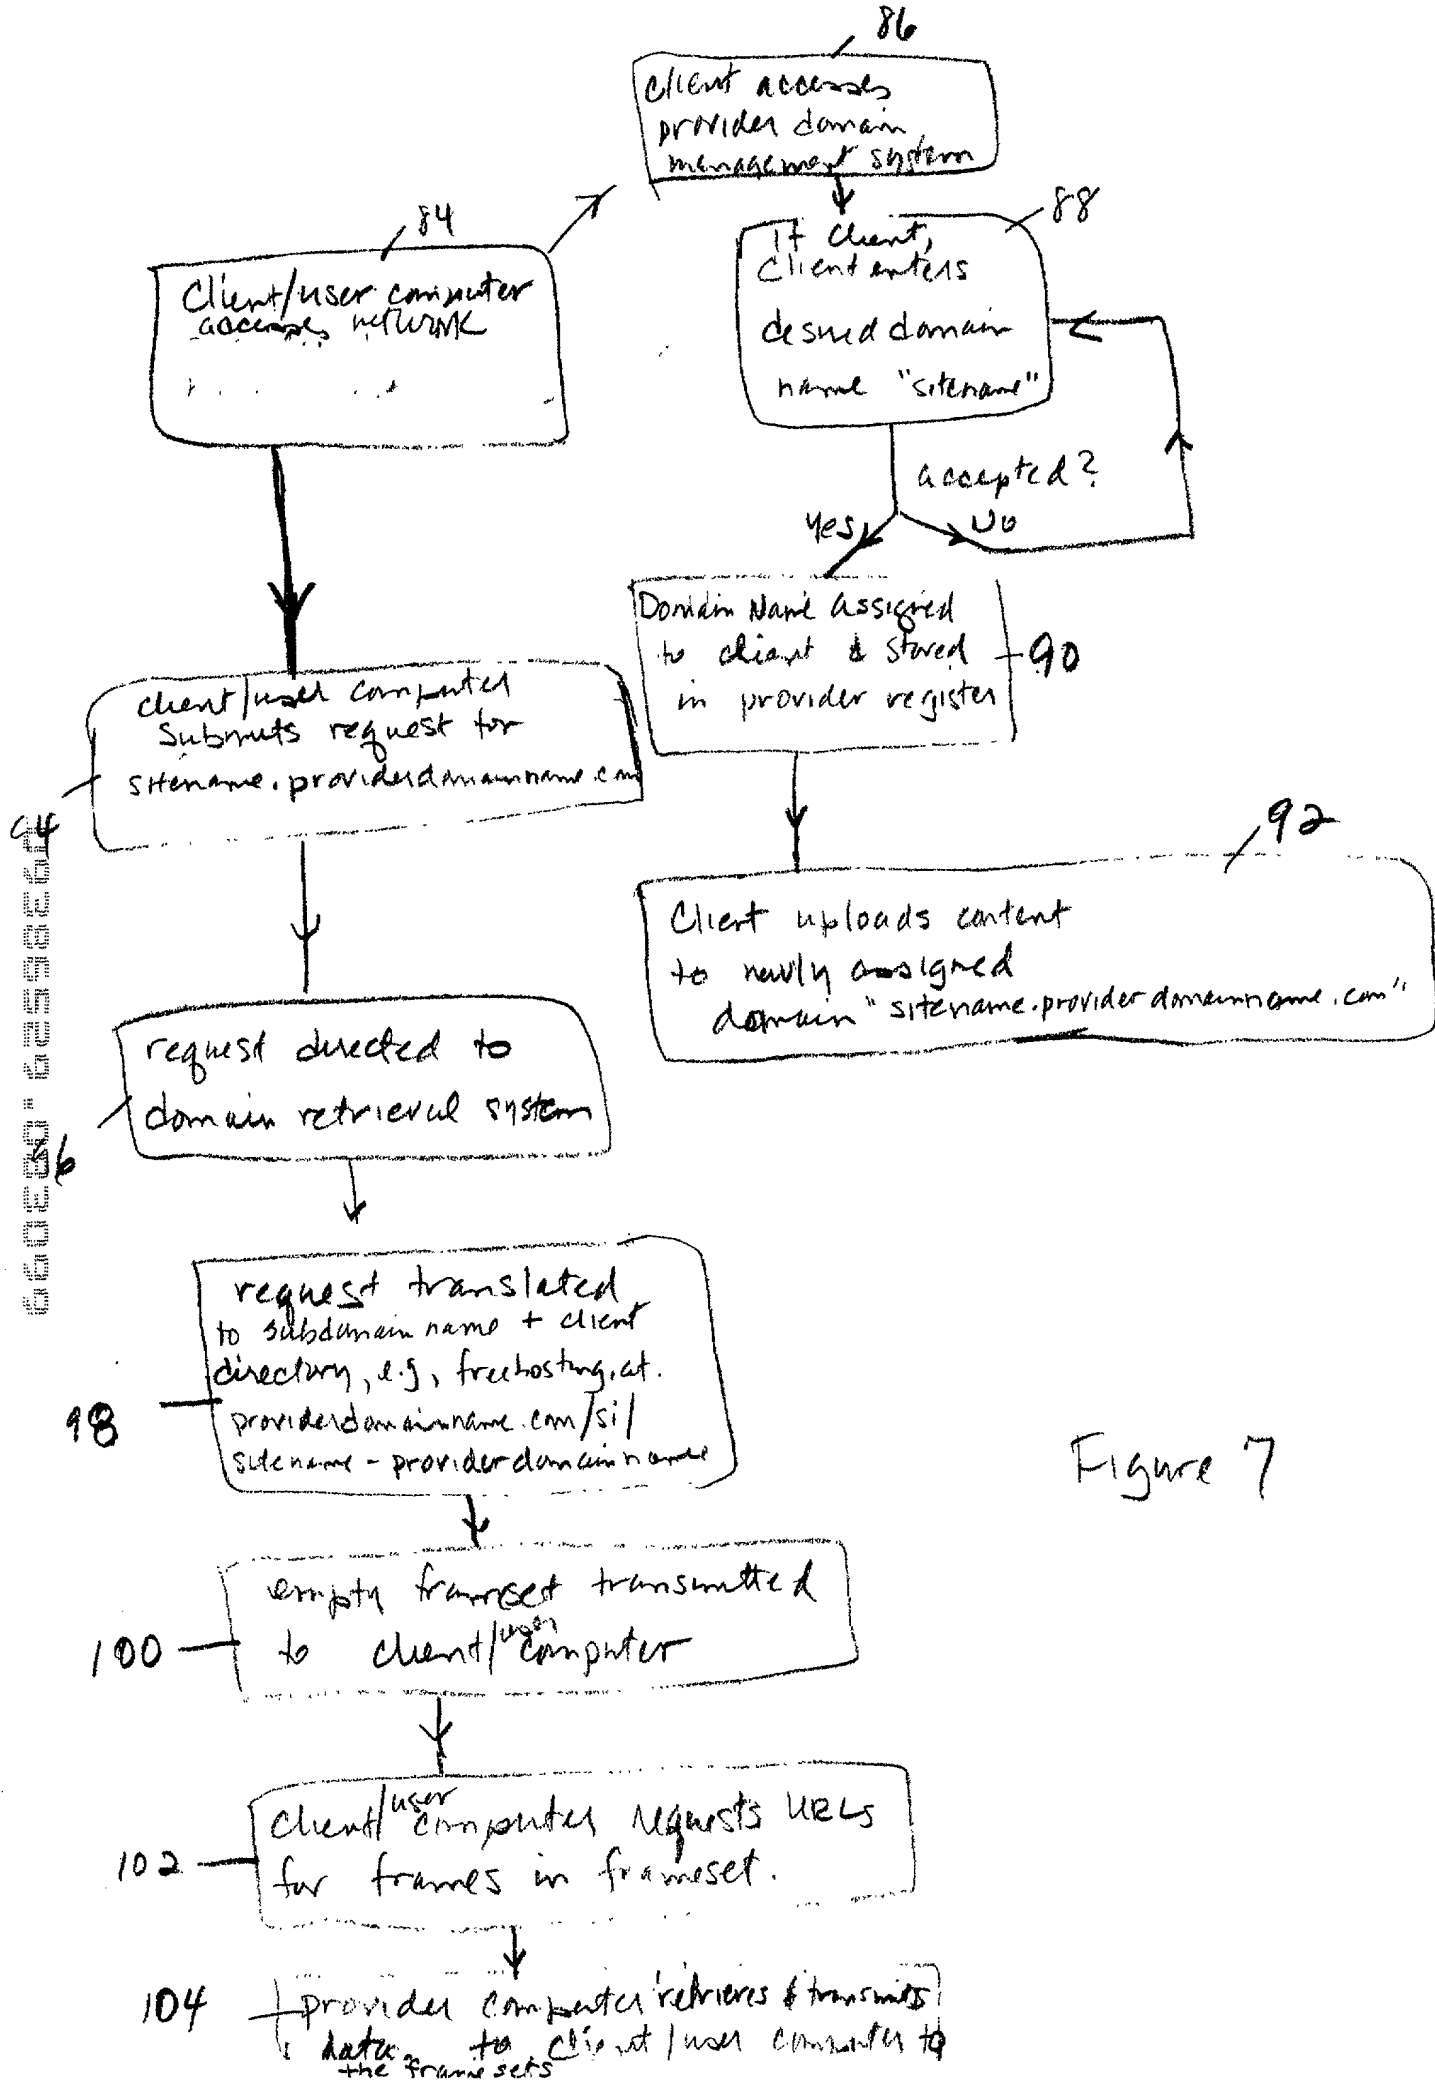 86
Client accesses
provider domain
management system
84
Client/user computer
accesses network
88
If Client,
Client enters
desired domain
name "sitename"
accepted?
Yes
No
Domain Name Assigned
to client & stored
in provider register
90
client/user computer
Submits request for
sitename.providerdomainname.com
94
92
Client uploads content
to newly assigned
domain "sitename.providerdomainname.com"
request directed to
domain retrieval system
96
request translated
to subdomain name + client
directory, e.g., freehosting.at.
providerdomainname.com/si/
sitename-providerdomainname
98
Figure 7
empty frameset transmitted
to client/user computer
100
Client/user computer requests URLs
for frames in frameset.
102
104
provider computer retrieves & transmits
data to client/user computer to
the framesets